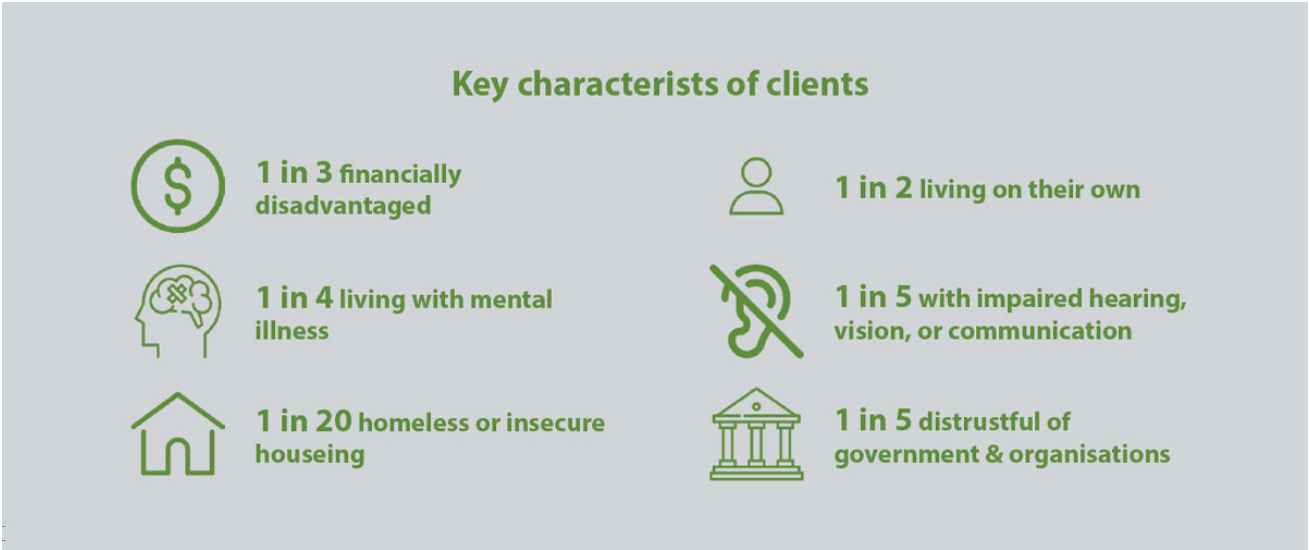 Key characterists of clients
1 in 3 financially
disadvantaged
1 in 2 living on their own
1 in 4 living with mental
illness
1 in 5 with impaired hearing,
vision, or communication
1 in 20 homeless or insecure
houseing
1 in 5 distrustful of
government & organisations